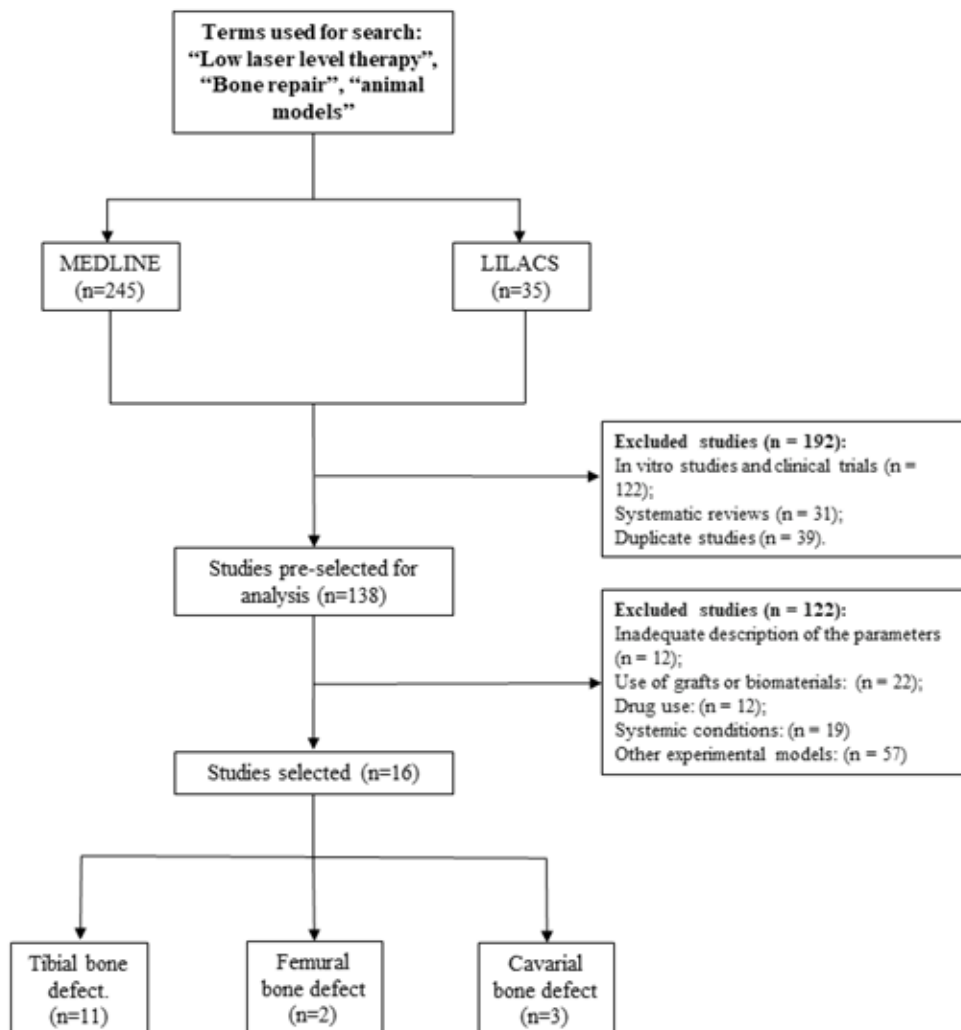 Terms used for search:
“Low laser level therapy”,
“Bone repair”, “animal
models”
MEDLINE
(n=245)
LILACS
(n=35)
Excluded studies (n = 192):
In vitro studies and clinical trials (n =
122);
Systematic reviews (n = 31);
Duplicate studies (n = 39).
Studies pre-selected for
analysis (n=138)
Excluded studies (n = 122):
Inadequate description of the parameters
(n = 12);
Use of grafts or biomaterials: (n = 22);
Drug use: (n = 12);
Systemic conditions: (n = 19)
Other experimental models: (n = 57)
Studies selected (n=16)
Tibial bone
defect.
(n=11)
Femural
bone defect
(n=2)
Cavarial
bone defect
(n=3)